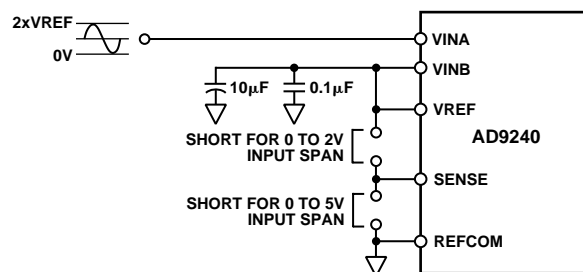 2xVREF
0V
VINA
VINB
10µF
0.1µF
VREF
AD9240
SHORT FOR 0 TO 2V
INPUT SPAN
SENSE
SHORT FOR 0 TO 5V
INPUT SPAN
REFCOM